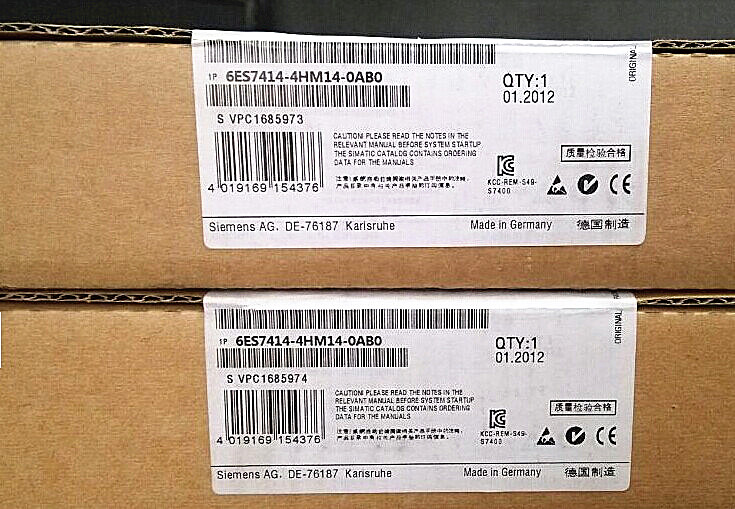 1P 6ES7414-4HM14-0AB0
QTY:1
01.2012
ORIGINAL
S VPC1685973
CAUTION! PLEASE READ THE NOTES IN THE
RELEVANT MANUAL BEFORE SYSTEM STARTUP
THE SIMATIC CATALOG CONTAINS ORDERING
DATA FOR THE MANUALS
质量检验合格
KCC-REM-S49-
S7400
4 019169 154376
Siemens AG. DE-76187 Karlsruhe
Made in Germany
德国制造
1P 6ES7414-4HM14-0AB0
QTY:1
01.2012
ORIGINAL
S VPC1685974
CAUTION! PLEASE READ THE NOTES IN THE
RELEVANT MANUAL BEFORE SYSTEM STARTUP
THE SIMATIC CATALOG CONTAINS ORDERING
DATA FOR THE MANUALS
质量检验合格
KCC-REM-S49-
S7400
4 019169 154376
Siemens AG. DE-76187 Karlsruhe
Made in Germany
德国制造